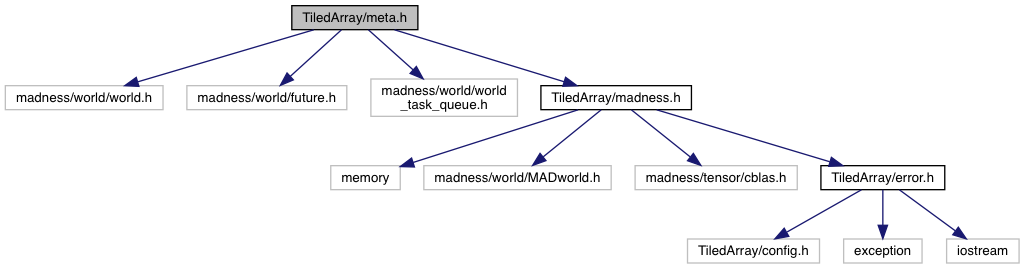 TiledArray/meta.h
madness/world/world.h
madness/world/future.h
madness/world/world
_task_queue.h
TiledArray/madness.h
memory
madness/world/MADworld.h
madness/tensor/cblas.h
TiledArray/error.h
TiledArray/config.h
exception
iostream